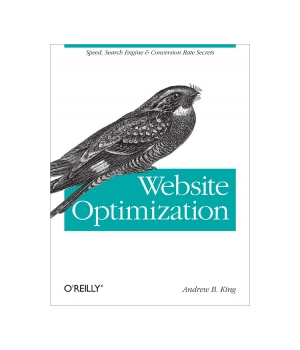 Speed, Search Engine & Conversion Rate Secrets
Website
Optimization
O'REILLY®
Andrew B. King